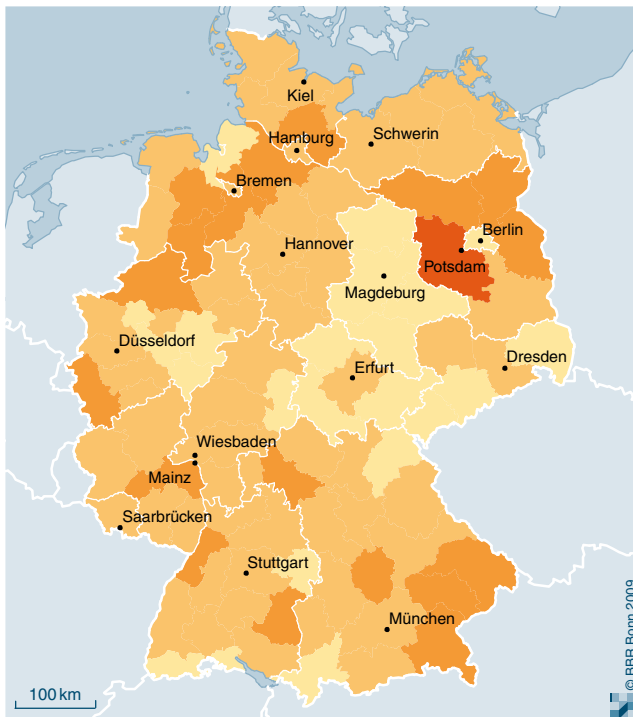 Kiel
Hamburg
Schwerin
Bremen
Berlin
Hannover
Potsdam
Magdeburg
Düsseldorf
Erfurt
Dresden
Wiesbaden
Mainz
Saarbrücken
Stuttgart
München
100 km
© BBR Bonn 2009